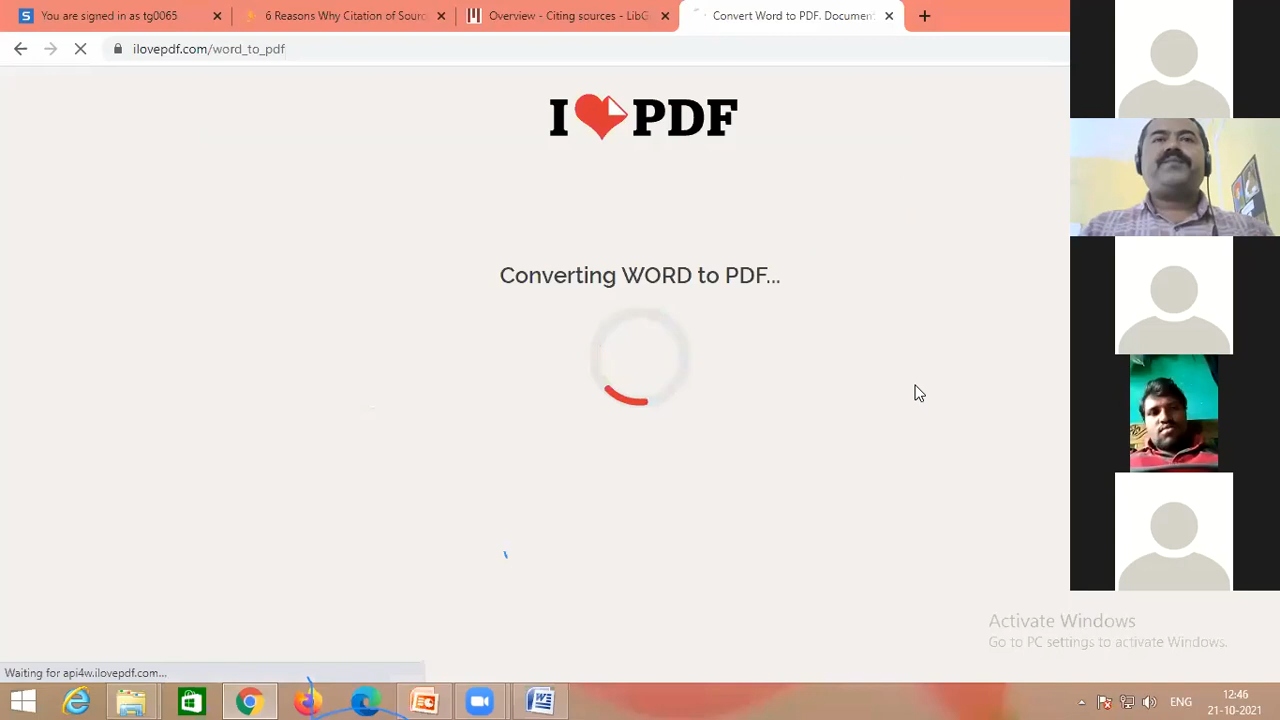 You are signed in as tg0065
6 Reasons Why Citation of Sourc
Overview - Citing sources - LibG
Convert Word to PDF. Document
ilovepdf.com/word_to_pdf
I PDF
Converting WORD to PDF...
Activate Windows
Go to PC settings to activate Windows.
Waiting for api4w.ilovepdf.com...
ENG
12:46
21-10-2021